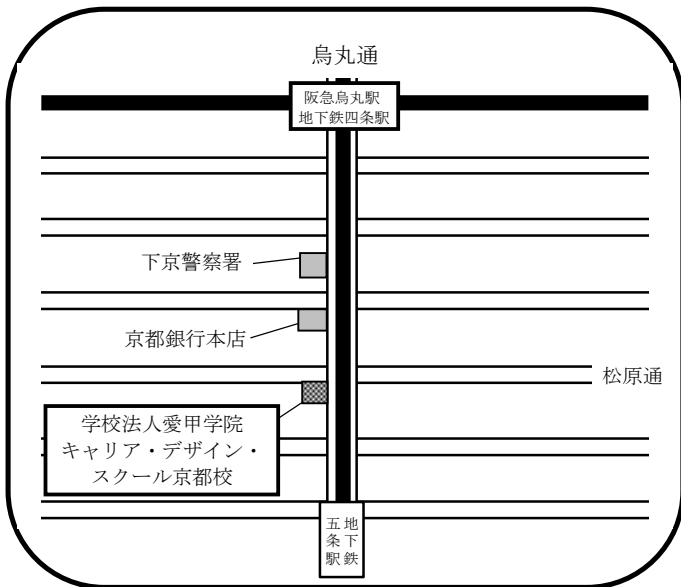 烏丸通
阪急烏丸駅
地下鉄四条駅
下京警察署
京都銀行本店
松原通
学校法人愛甲学院
キャリア・デザイン・
スクール京都校
地下鉄
五条駅